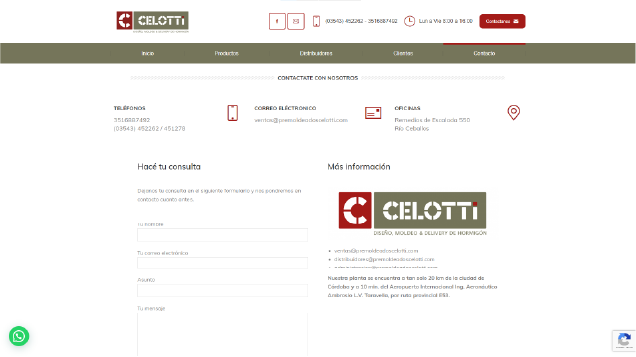 CELOTTI
DISEÑO, MOLDEO & DELIVERY DE HORMIGÓN
(03543) 452262 - 3516887492
Lun a Vie 8:00 a 16:00
Contactanos
Inicio
Productos
Distribuidores
Clientes
Contacto
CONTACTATE CON NOSOTROS
TELÉFONOS
3516887492
(03543) 452262 / 451278
CORREO ELÉCTRONICO
ventas@premoldeadoscelotti.com
OFICINAS
Remedios de Escalada 550
Río Ceballos
Hacé tu consulta
Dejanos tu consulta en el siguiente formulario y nos pondremos en
contacto cuanto antes.
Tu nombre
Tu correo electrónico
Asunto
Tu mensaje
Más información
CELOTTI
DISEÑO, MOLDEO & DELIVERY DE HORMIGÓN
ventas@premoldeadoscelotti.com
distribuidores@premoldeadoscelotti.com
Nuestra planta se encuentra a tan solo 20 km de la ciudad de
Córdoba y a 10 min. del Aeropuerto Internacional Ing. Aeronáutico
Ambrosio L.V. Taravella, por ruta provincial E53.